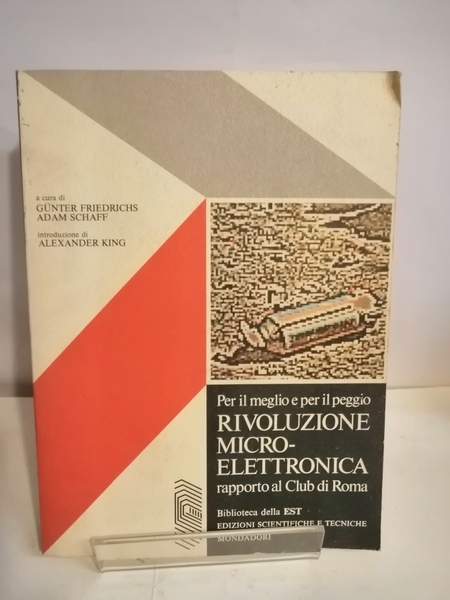 a cura di
GÜNTER FRIEDRICHS
ADAM SCHAFF
introduzione di
ALEXANDER KING
Per il meglio e per il peggio
RIVOLUZIONE
MICRO-
ELETTRONICA
rapporto al Club di Roma
Biblioteca della EST
EDIZIONI SCIENTIFICHE E TECNICHE
MONDADORI